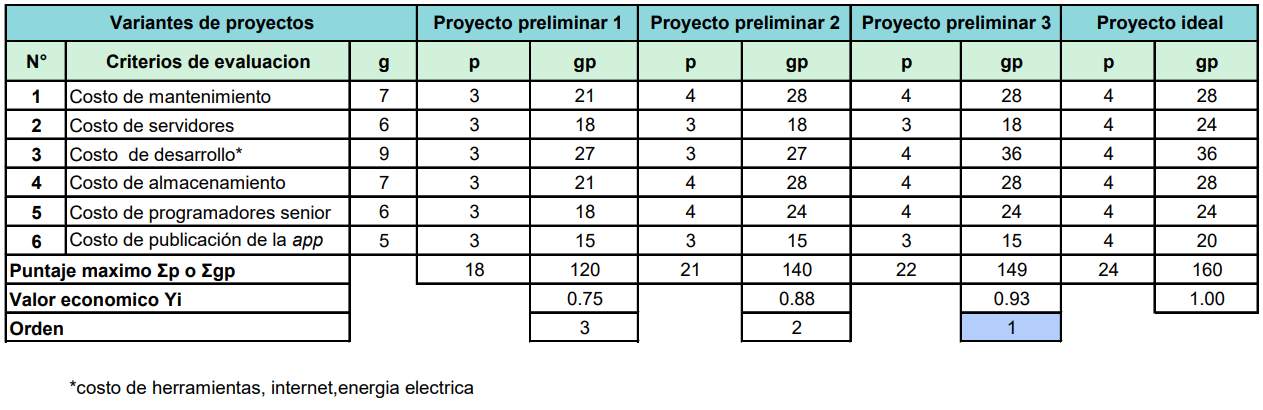 Variantes de proyectos Proyecto preliminar 1 Proyecto preliminar 2 Proyecto preliminar 3 Proyecto ideal
N° Criterios de evaluacion g p gp p gp p gp p gp
1 Costo de mantenimiento 7 3 21 4 28 4 28 4 28
2 Costo de servidores 6 3 18 3 18 3 18 4 24
3 Costo de desarrollo* 9 3 27 3 27 4 36 4 36
4 Costo de almacenamiento 7 3 21 4 28 4 28 4 28
5 Costo de programadores senior 6 3 18 4 24 4 24 4 24
6 Costo de publicación de la app 5 3 15 3 15 3 15 4 20
Puntaje maximo Σp o Σgp 18 120 21 140 22 149 24 160
Valor economico Yi 0.75 0.88 0.93 1.00
Orden 3 2 1
*costo de herramientas, internet,energia electrica